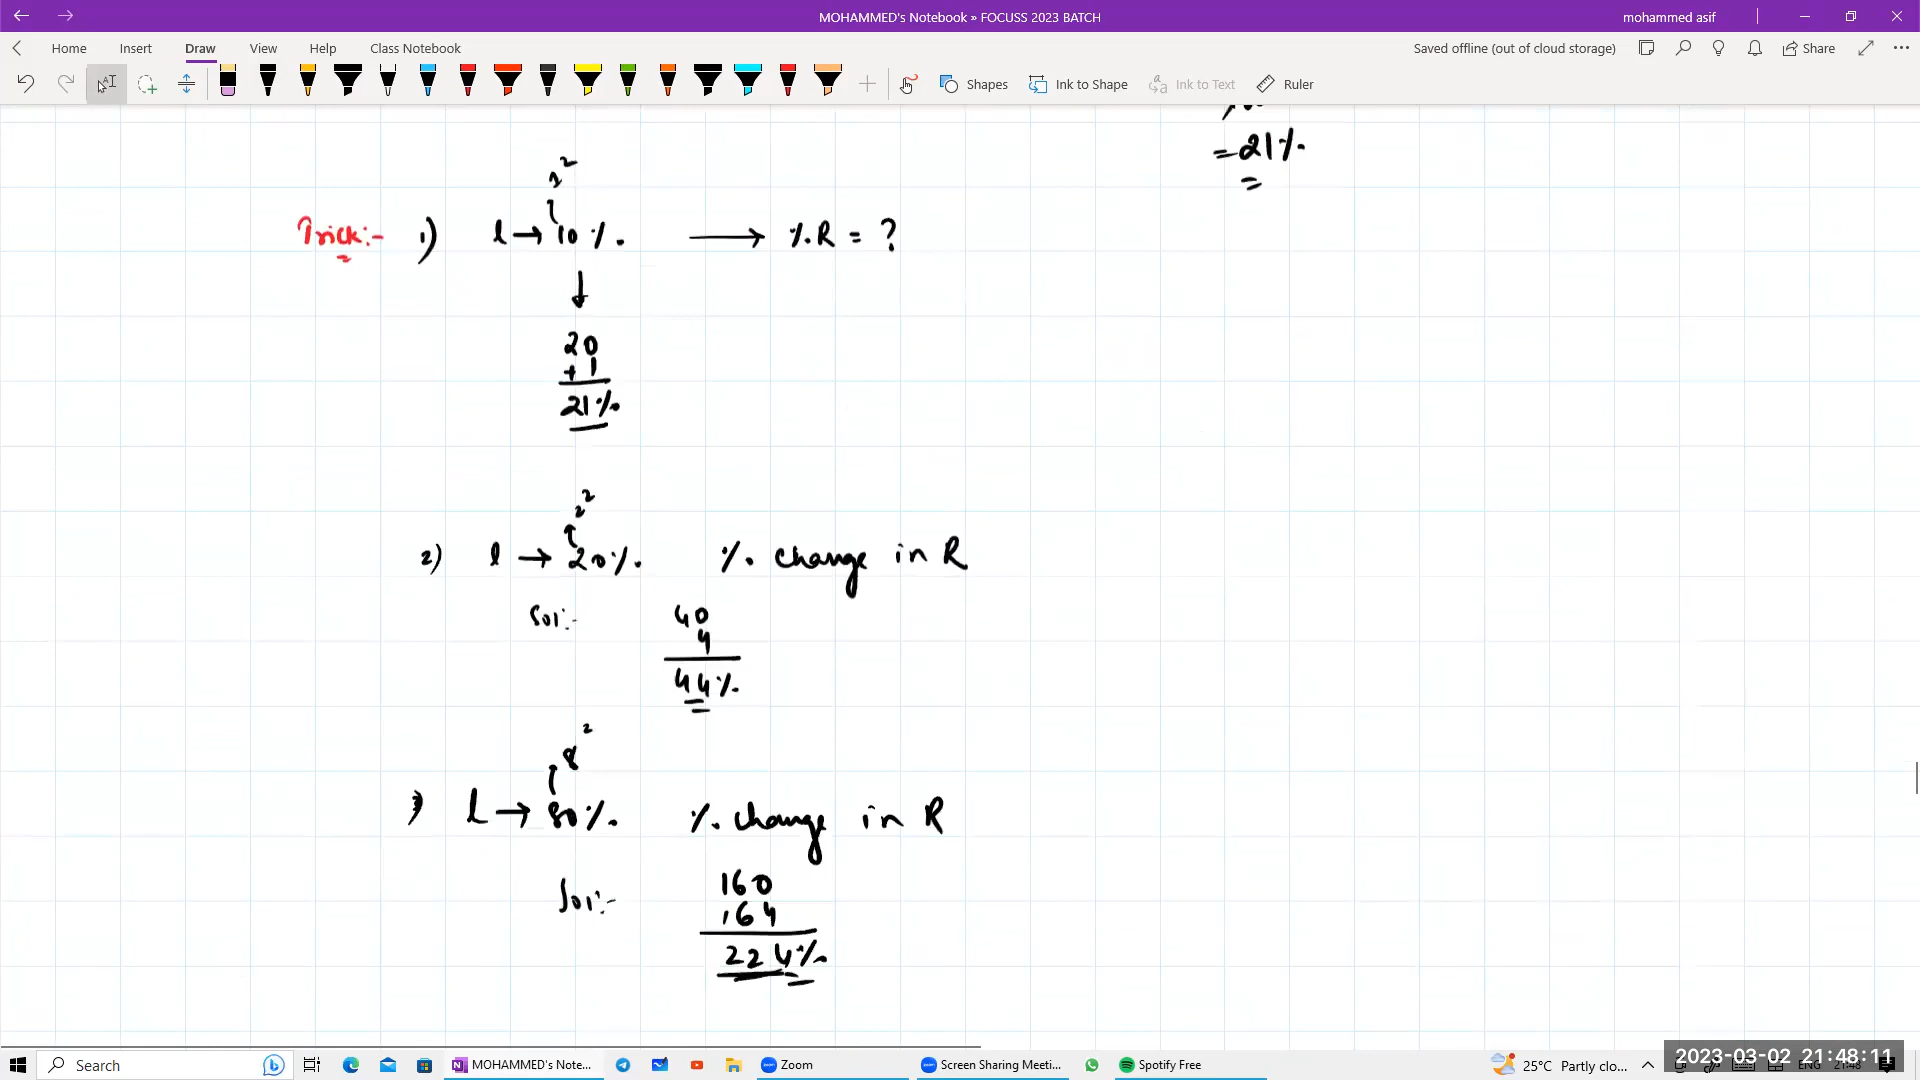 MOHAMMED's Notebook » FOCUSS 2023 BATCH
mohammed asif
Home Insert Draw View Help Class Notebook
Saved offline (out of cloud storage)
Share
Shapes Ink to Shape Ink to Text Ruler
= 21%
Trick:- 1) l → 10%. → %R = ?
20
+ 1
21%
2
2) l → 20%. % change in R
Sol:-
40
4
44%
8²
3) l → 80%. % change in R
Sol:-
160
164
224%
Search
MOHAMMED's Note...
Zoom
Screen Sharing Meeti...
Spotify Free
25°C Partly clo...
2023-03-02 21:48:11